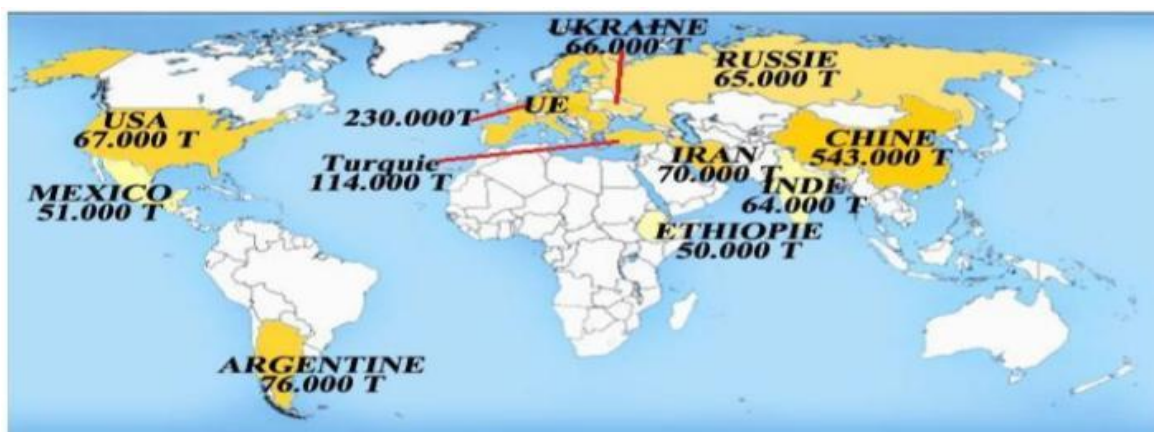 UKRAINE
66.000 T
RUSSIE
65.000 T
UE
230.000T
USA
67.000 T
CHINE
543.000 T
Turquie
114.000 T
IRAN
70.000 T
MEXICO
51.000 T
INDE
64.000 T
ETHIOPIE
50.000 T
ARGENTINE
76.000 T